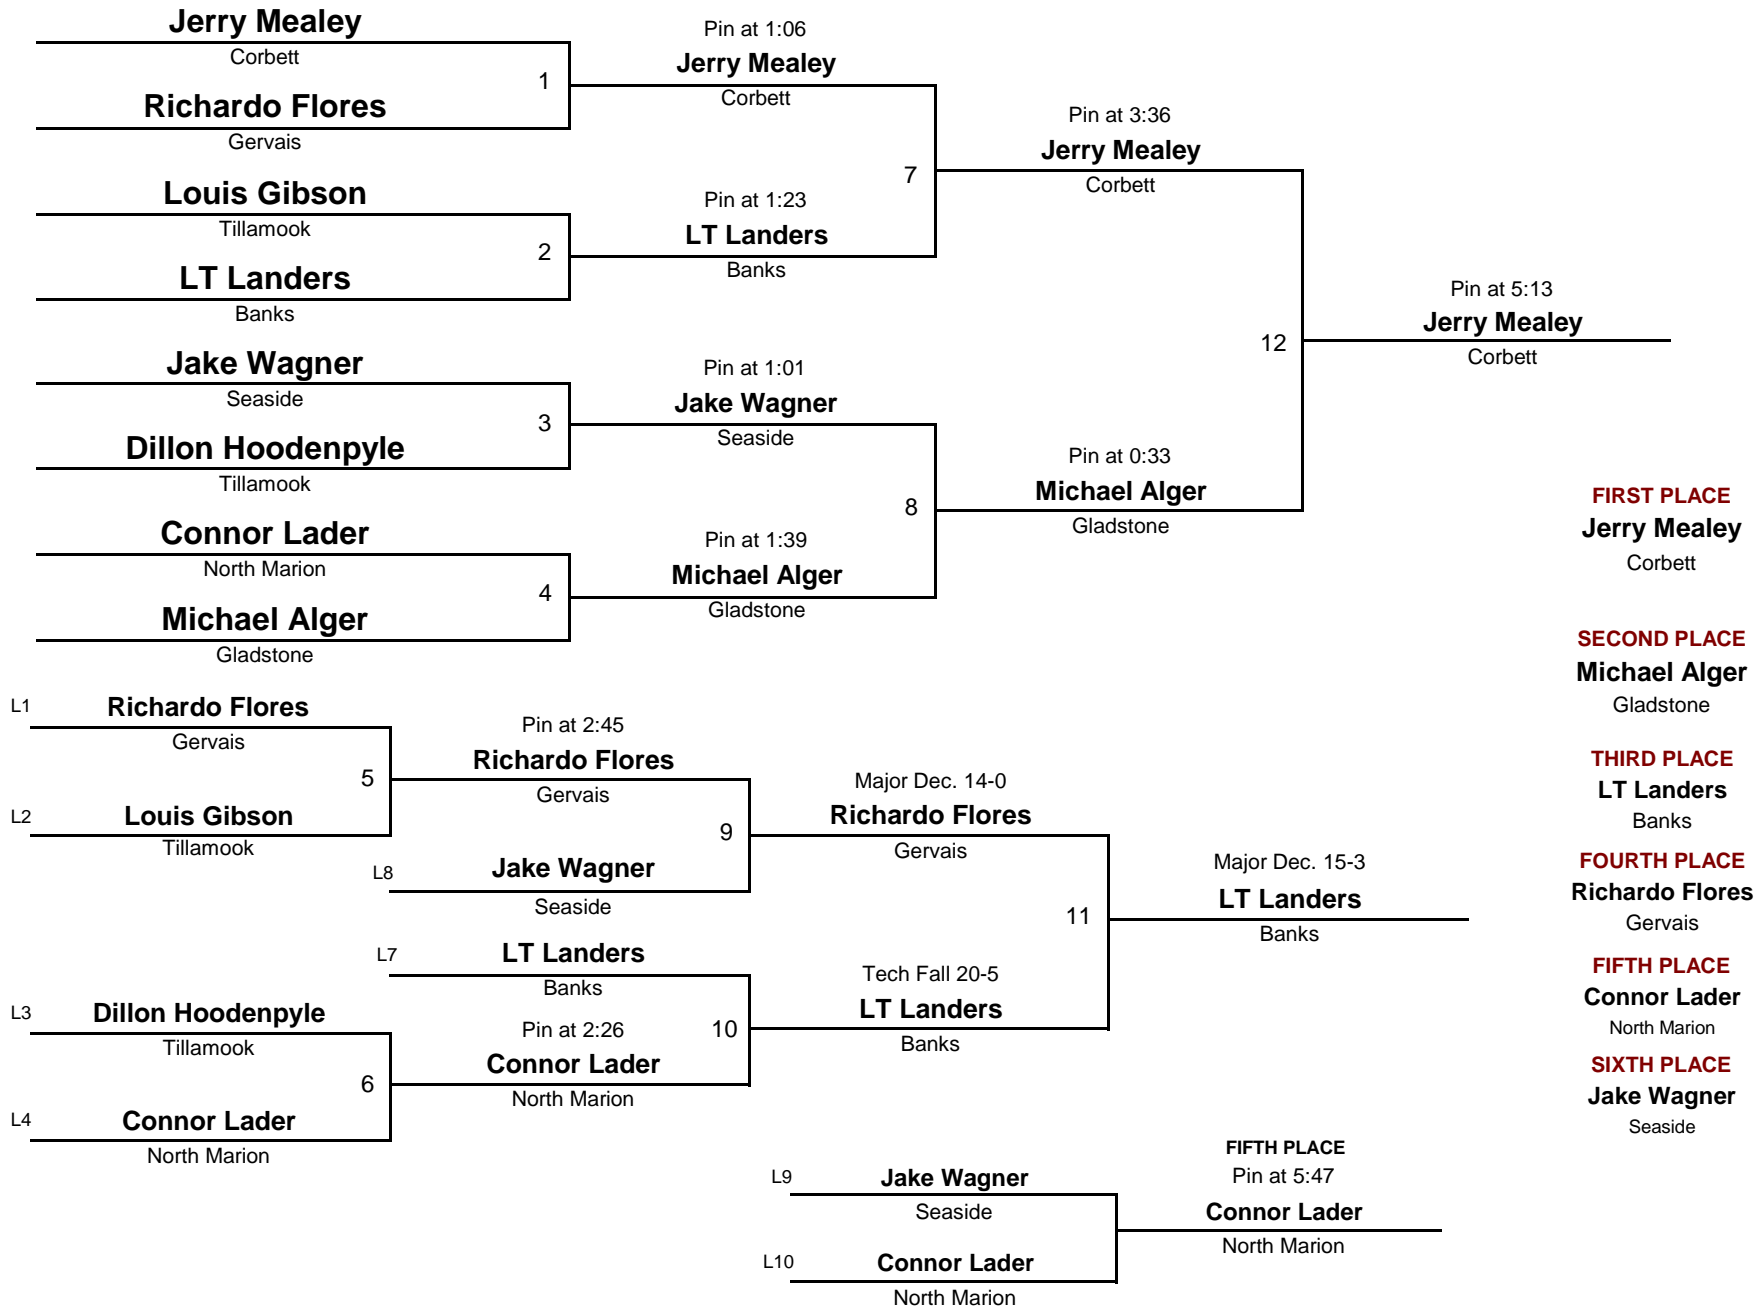 Jerry Mealey
Corbett
1
Richardo Flores
Gervais
Louis Gibson
Tillamook
2
LT Landers
Banks
Jake Wagner
Seaside
3
Dillon Hoodenpyle
Tillamook
Connor Lader
North Marion
4
Michael Alger
Gladstone
Pin at 1:06
Jerry Mealey
Corbett
7
Pin at 1:23
LT Landers
Banks
Pin at 1:01
Jake Wagner
Seaside
8
Pin at 1:39
Michael Alger
Gladstone
Pin at 3:36
Jerry Mealey
Corbett
12
Pin at 0:33
Michael Alger
Gladstone
Pin at 5:13
Jerry Mealey
Corbett
L1
Richardo Flores
Gervais
5
L2
Louis Gibson
Tillamook
Pin at 2:45
Richardo Flores
Gervais
9
L8
Jake Wagner
Seaside
L7
LT Landers
Banks
L3
Dillon Hoodenpyle
Tillamook
6
L4
Connor Lader
North Marion
Pin at 2:26
10
Connor Lader
North Marion
Major Dec. 14-0
Richardo Flores
Gervais
11
Tech Fall 20-5
LT Landers
Banks
Major Dec. 15-3
LT Landers
Banks
L9
Jake Wagner
Seaside
L10
Connor Lader
North Marion
FIFTH PLACE
Pin at 5:47
Connor Lader
North Marion
FIRST PLACE
Jerry Mealey
Corbett
SECOND PLACE
Michael Alger
Gladstone
THIRD PLACE
LT Landers
Banks
FOURTH PLACE
Richardo Flores
Gervais
FIFTH PLACE
Connor Lader
North Marion
SIXTH PLACE
Jake Wagner
Seaside